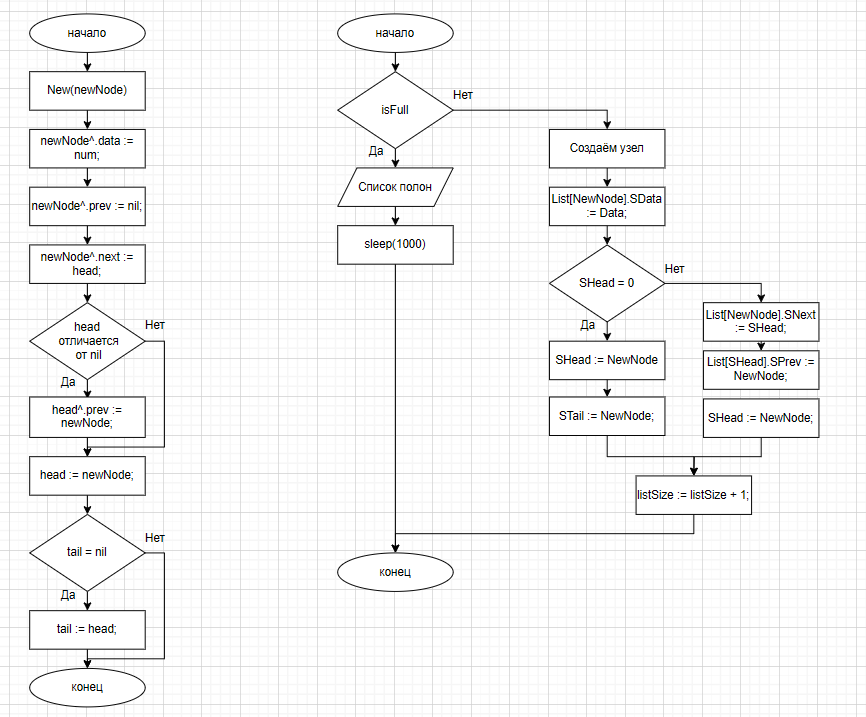 начало
New(newNode)
newNode^.data :=
num;
newNode^.prev := nil;
newNode^.next :=
head;
head
отличается
от nil
Нет
Да
head^.prev :=
newNode;
head := newNode;
tail = nil
Нет
Да
tail := head;
конец
начало
isFull
Нет
Да
Список полон
sleep(1000)
Создаём узел
List[NewNode].SData
:= Data;
SHead = 0
Нет
Да
SHead := NewNode
STail := NewNode;
List[NewNode].SNext
:= SHead;
List[SHead].SPrev :=
NewNode;
SHead := NewNode;
listSize := listSize + 1;
конец